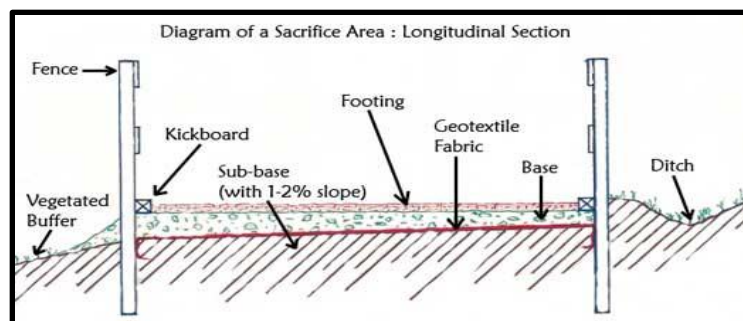 Diagram of a Sacrifice Area : Longitudinal Section
Fence
Footing
Geotextile
Fabric
Kickboard
Sub-base
(with 1-2% slope)
Base
Ditch
Vegetated
Buffer